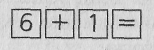 6 + 1 =